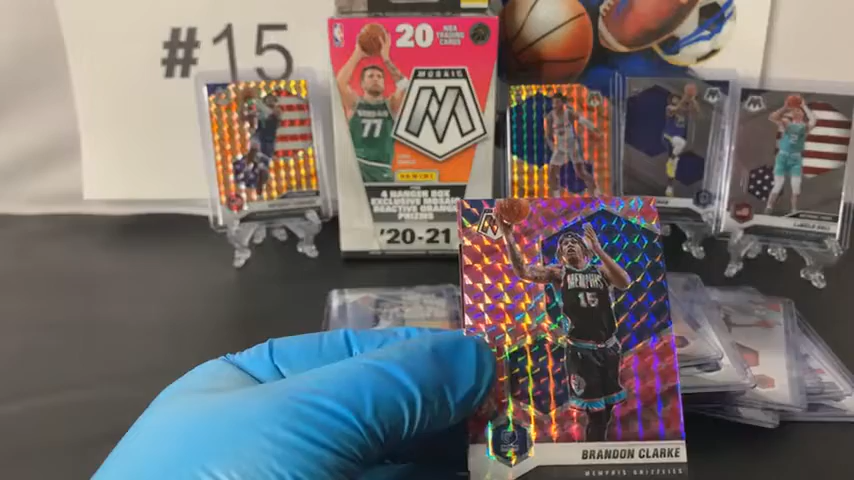 #15
20
NBA
TRADING
CARDS
MOSAIC
77
PANINI
4 HANGER BOX
EXCLUSIVE MOSAIC
REACTIVE ORANGE
PRIZMS
'20-21
MEMPHIS
15
BRANDON CLARKE
MEMPHIS GRIZZLIES